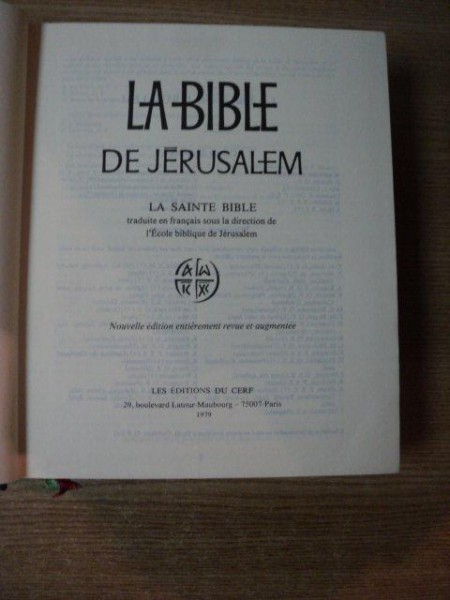 LA BIBLE
DE JÉRUSALEM
LA SAINTE BIBLE
traduite en français sous la direction de
l'École biblique de Jérusalem
Nouvelle édition entièrement revue et augmentée
LES ÉDITIONS DU CERF
29, boulevard Latour-Maubourg – 75007 Paris
1979